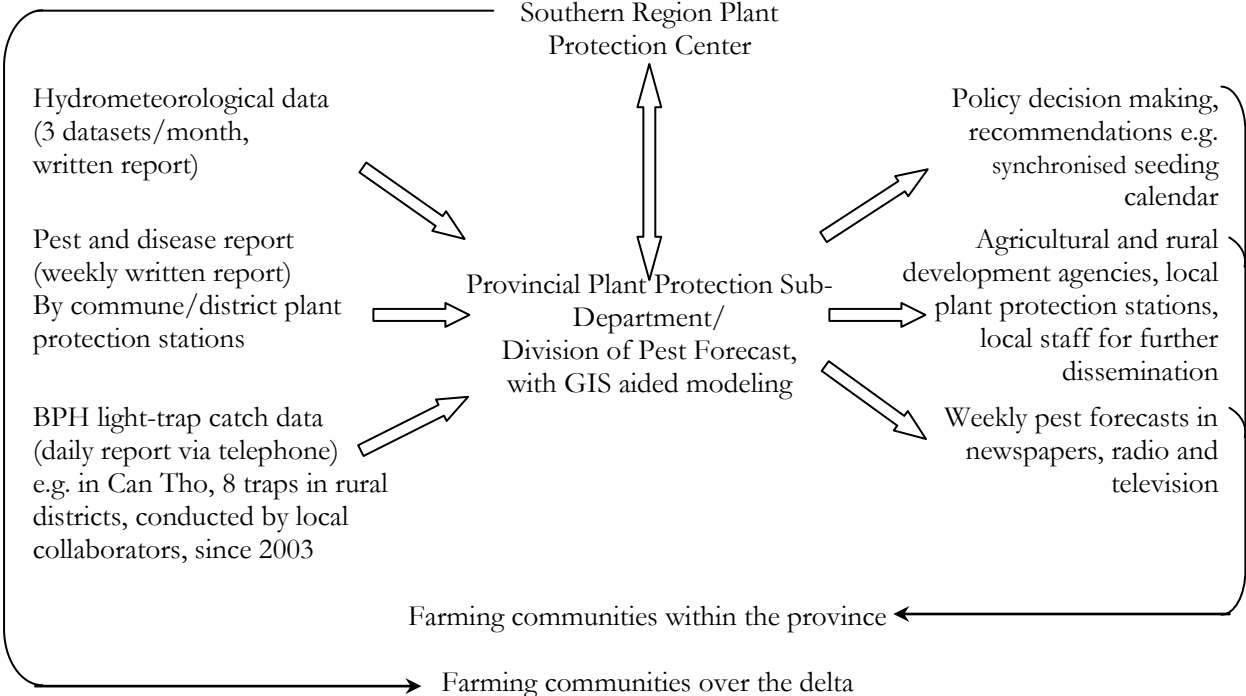 Southern Region Plant
Protection Center
Hydrometeorological data
(3 datasets/month,
written report)
Pest and disease report
(weekly written report)
By commune/district plant
protection stations
BPH light-trap catch data
(daily report via telephone)
e.g. in Can Tho, 8 traps in rural
districts, conducted by local
collaborators, since 2003
Provincial Plant Protection Sub-
Department/
Division of Pest Forecast,
with GIS aided modeling
Policy decision making,
recommendations e.g.
synchronised seeding
calendar
Agricultural and rural
development agencies, local
plant protection stations,
local staff for further
dissemination
Weekly pest forecasts in
newspapers, radio and
television
Farming communities within the province
Farming communities over the delta